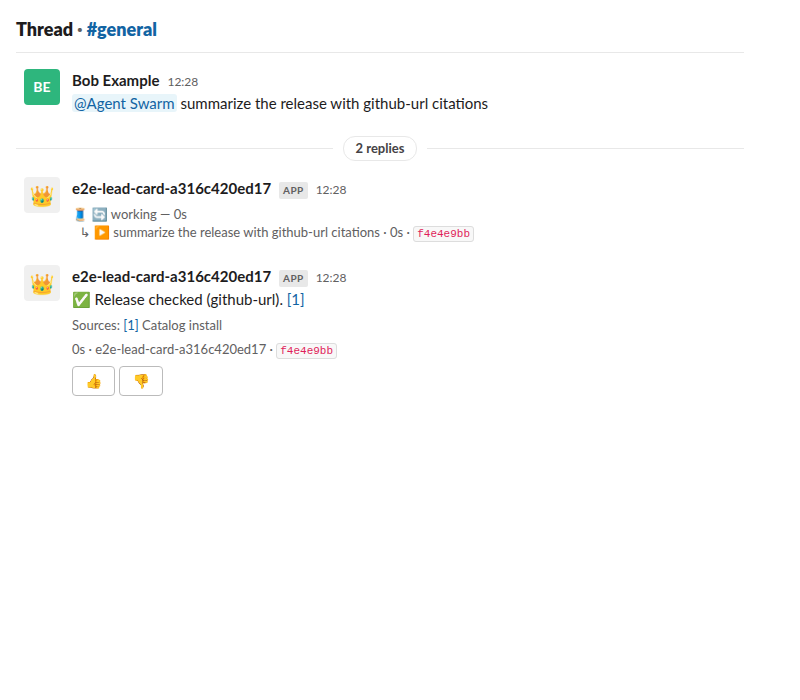 Thread • #general
BE
Bob Example 12:28
@Agent Swarm summarize the release with github-url citations
2 replies
e2e-lead-card-a316c420ed17 APP 12:28
🧵 🔄 working — 0s
↳ ▶️ summarize the release with github-url citations · 0s · f4e4e9bb
e2e-lead-card-a316c420ed17 APP 12:28
✅ Release checked (github-url). [1]
Sources: [1] Catalog install
0s · e2e-lead-card-a316c420ed17 · f4e4e9bb
👍 👎